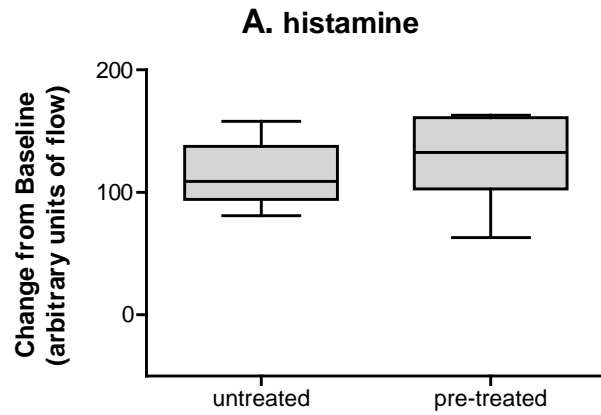 A. histamine
Change from Baseline
(arbitrary units of flow)
200
100
0
untreated pre-treated